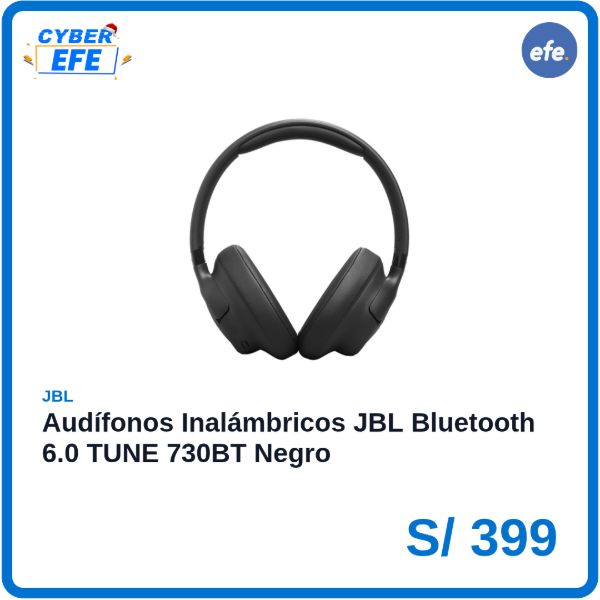 CYBER
EFE
efe.
JBL
Audífonos Inalámbricos JBL Bluetooth
6.0 TUNE 730BT Negro
S/ 399